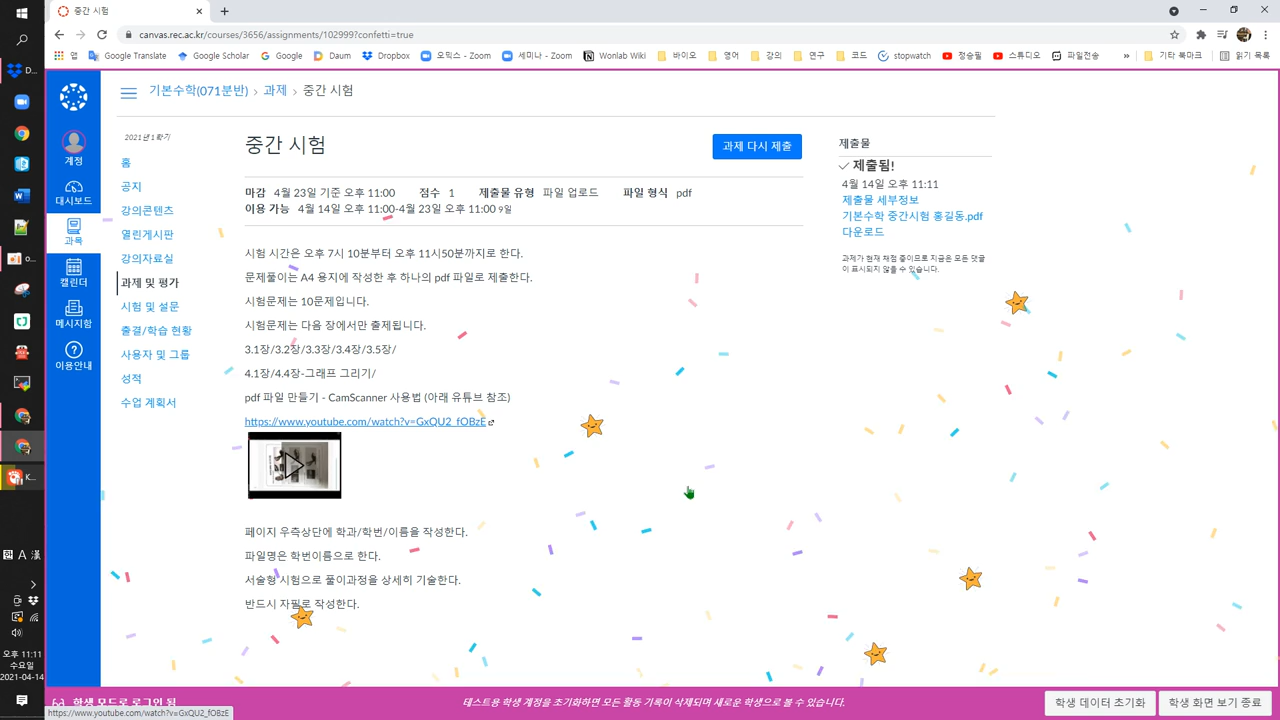 중간 시험
canvas.rec.ac.kr/courses/3656/assignments/102999?confetti=true
앱 Google Translate Google Scholar Google Daum Dropbox 오픽스 - Zoom 세미나 - Zoom Wonlab Wiki 바이오 영어 강의 연구 코드 stopwatch 정승필 스튜디오 파일전송 » 기타 북마크 읽기 목록
기본수학(071분반) › 과제 › 중간 시험
계정
대시보드
과목
캘린더
메시지함
이용안내
2021년 1학기
홈
공지
강의콘텐츠
열린게시판
강의자료실
과제 및 평가
시험 및 설문
출결/학습 현황
사용자 및 그룹
성적
수업 계획서
중간 시험
과제 다시 제출
마감 4월 23일 기준 오후 11:00 점수 1 제출물 유형 파일 업로드 파일 형식 pdf
이용 가능 4월 14일 오후 11:00-4월 23일 오후 11:00 9일
시험 시간은 오후 7시 10분부터 오후 11시50분까지로 한다.
문제풀이는 A4 용지에 작성한 후 하나의 pdf 파일로 제출한다.
시험문제는 10문제입니다.
시험문제는 다음 장에서만 출제됩니다.
3.1장/3.2장/3.3장/3.4장/3.5장/
4.1장/4.4장-그래프 그리기/
pdf 파일 만들기 - CamScanner 사용법 (아래 유튜브 참조)
https://www.youtube.com/watch?v=GxQU2_fOBzE
페이지 우측상단에 학과/학번/이름을 작성한다.
파일명은 학번이름으로 한다.
서술형 시험으로 풀이과정을 상세히 기술한다.
반드시 자필로 작성한다.
제출물
제출됨!
4월 14일 오후 11:11
제출물 세부정보
기본수학 중간시험 홍길동.pdf
다운로드
과제가 현재 채점 중이므로 지금은 모든 댓글
이 표시되지 않을 수 있습니다.
D...
o...
K...
A 漢
오후 11:11
수요일
2021-04-14
학생 모드로 로그인 됨
테스트용 학생 계정을 초기화하면 모든 활동 기록이 삭제되며 새로운 학생으로 볼 수 있습니다.
학생 데이터 초기화
학생 화면 보기 종료
https://www.youtube.com/watch?v=GxQU2_fOBzE